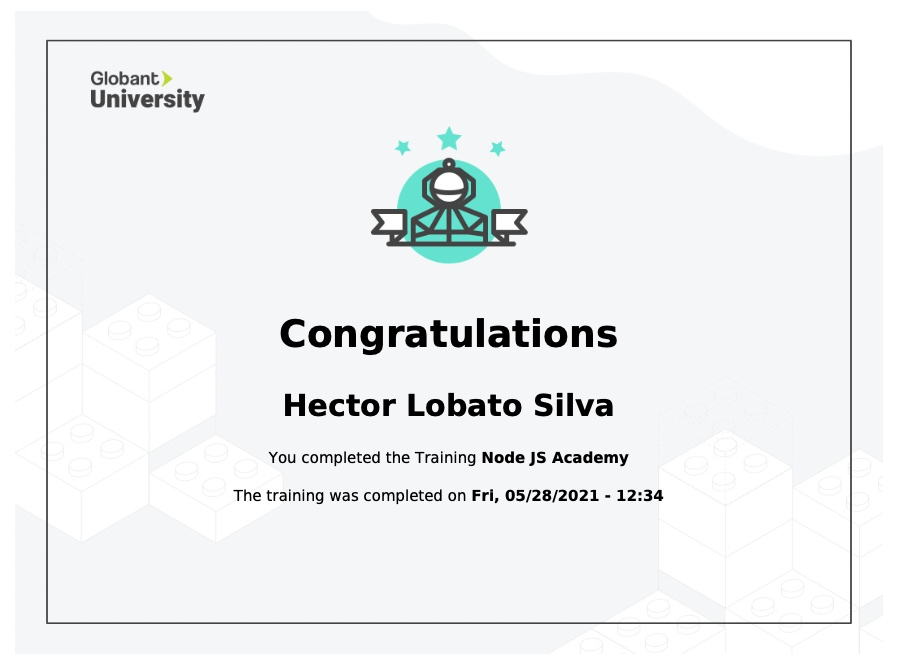 Globant
University
Congratulations
Hector Lobato Silva
You completed the Training Node JS Academy
The training was completed on Fri, 05/28/2021 - 12:34